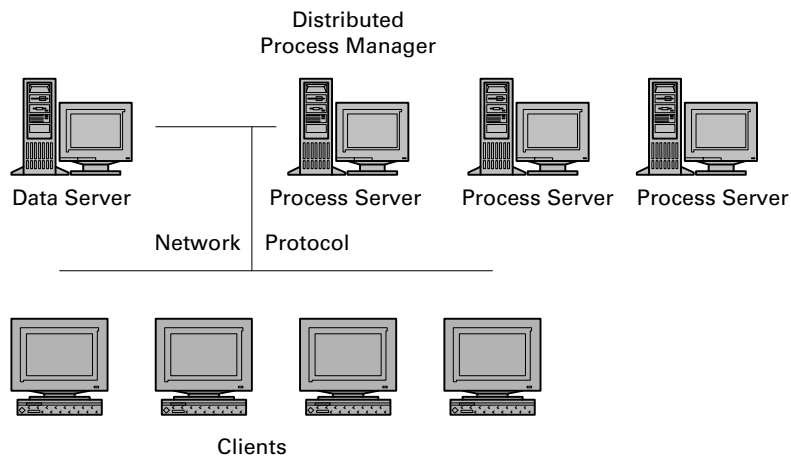 Distributed
Process Manager
Data Server
Process Server
Process Server
Process Server
Network
Protocol
Clients